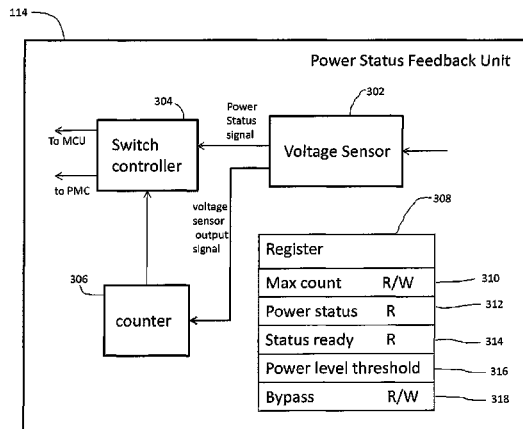 114
Power Status Feedback Unit
304
302
Power
Status
signal
To MCU
Switch
controller
Voltage Sensor
to PMC
voltage
sensor
output
signal
308
306
counter
Register
Max count R/W 310
Power status R 312
Status ready R 314
Power level threshold 316
Bypass R/W 318